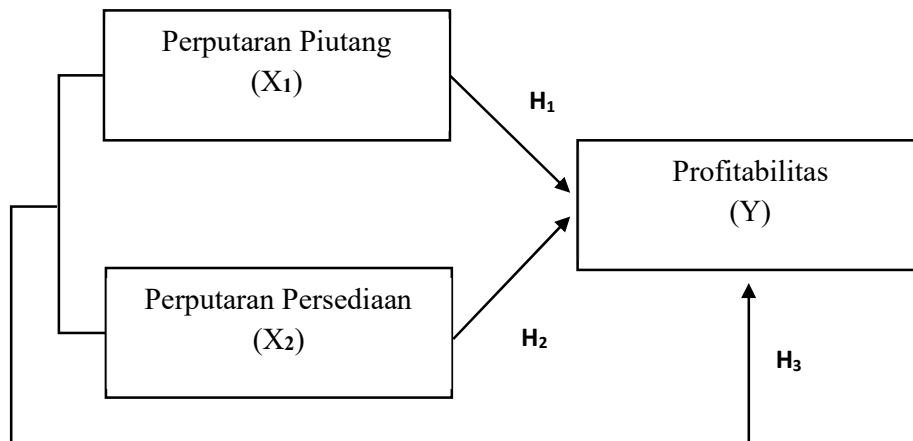 Perputaran Piutang
(X₁)
H₁
Profitabilitas
(Y)
Perputaran Persediaan
(X₂)
H₂
H₃